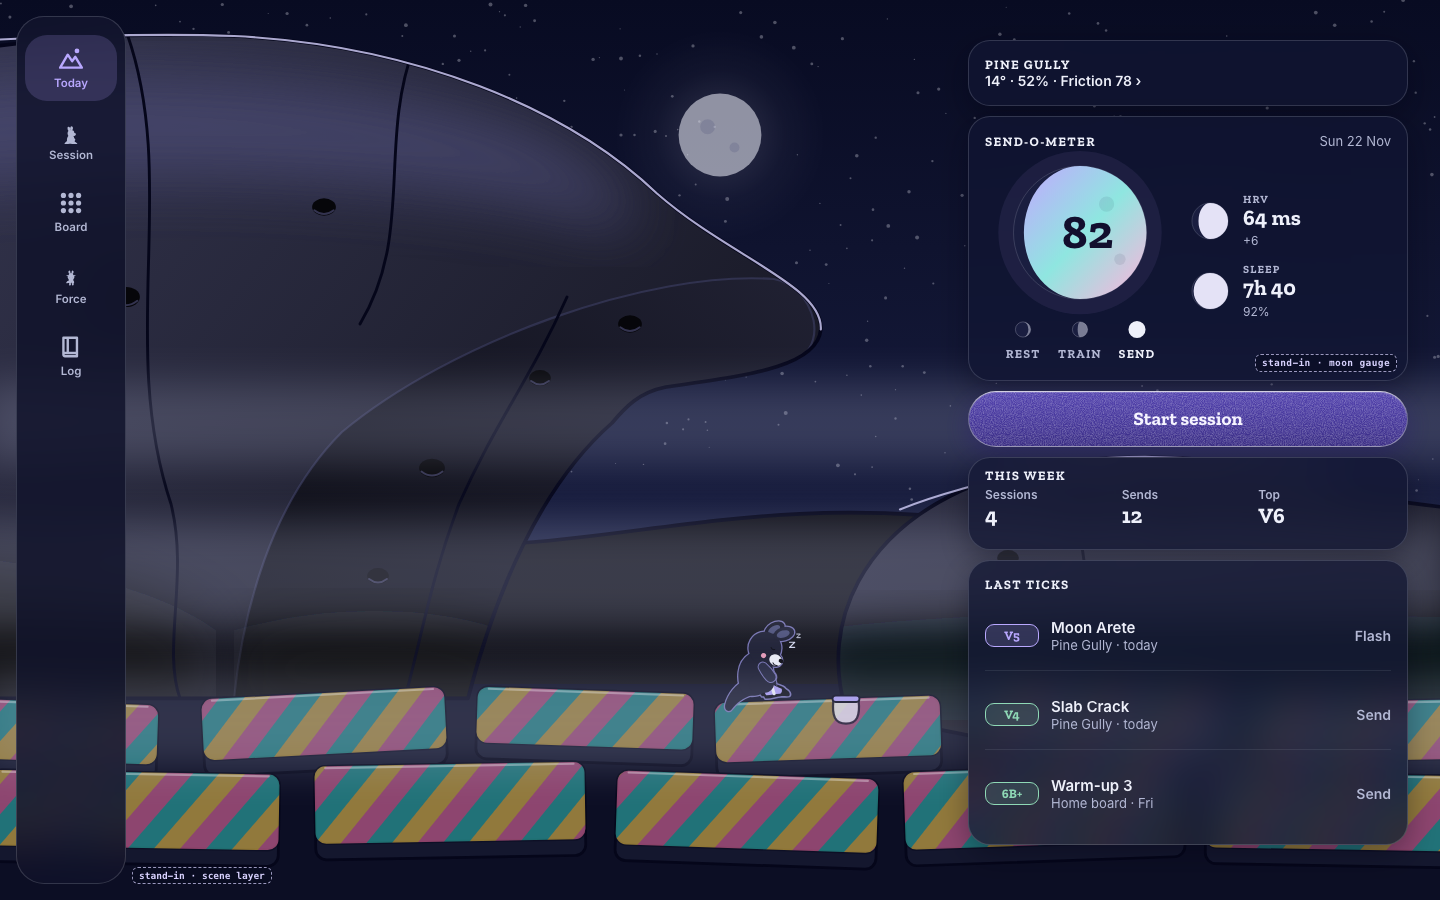 Today
Session
Board
Force
Log
z
z
stand-in · scene layer
PINE GULLY
14° · 52% · Friction 78 ›
SEND-O-METER
Sun 22 Nov
82
REST
TRAIN
SEND
HRV
64 ms
+6
SLEEP
7h 40
92%
stand-in · moon gauge
Start session
THIS WEEK
Sessions
Sends
Top
4
12
V6
LAST TICKS
V5
Moon Arete
Pine Gully · today
Flash
V4
Slab Crack
Pine Gully · today
Send
6B+
Warm-up 3
Home board · Fri
Send